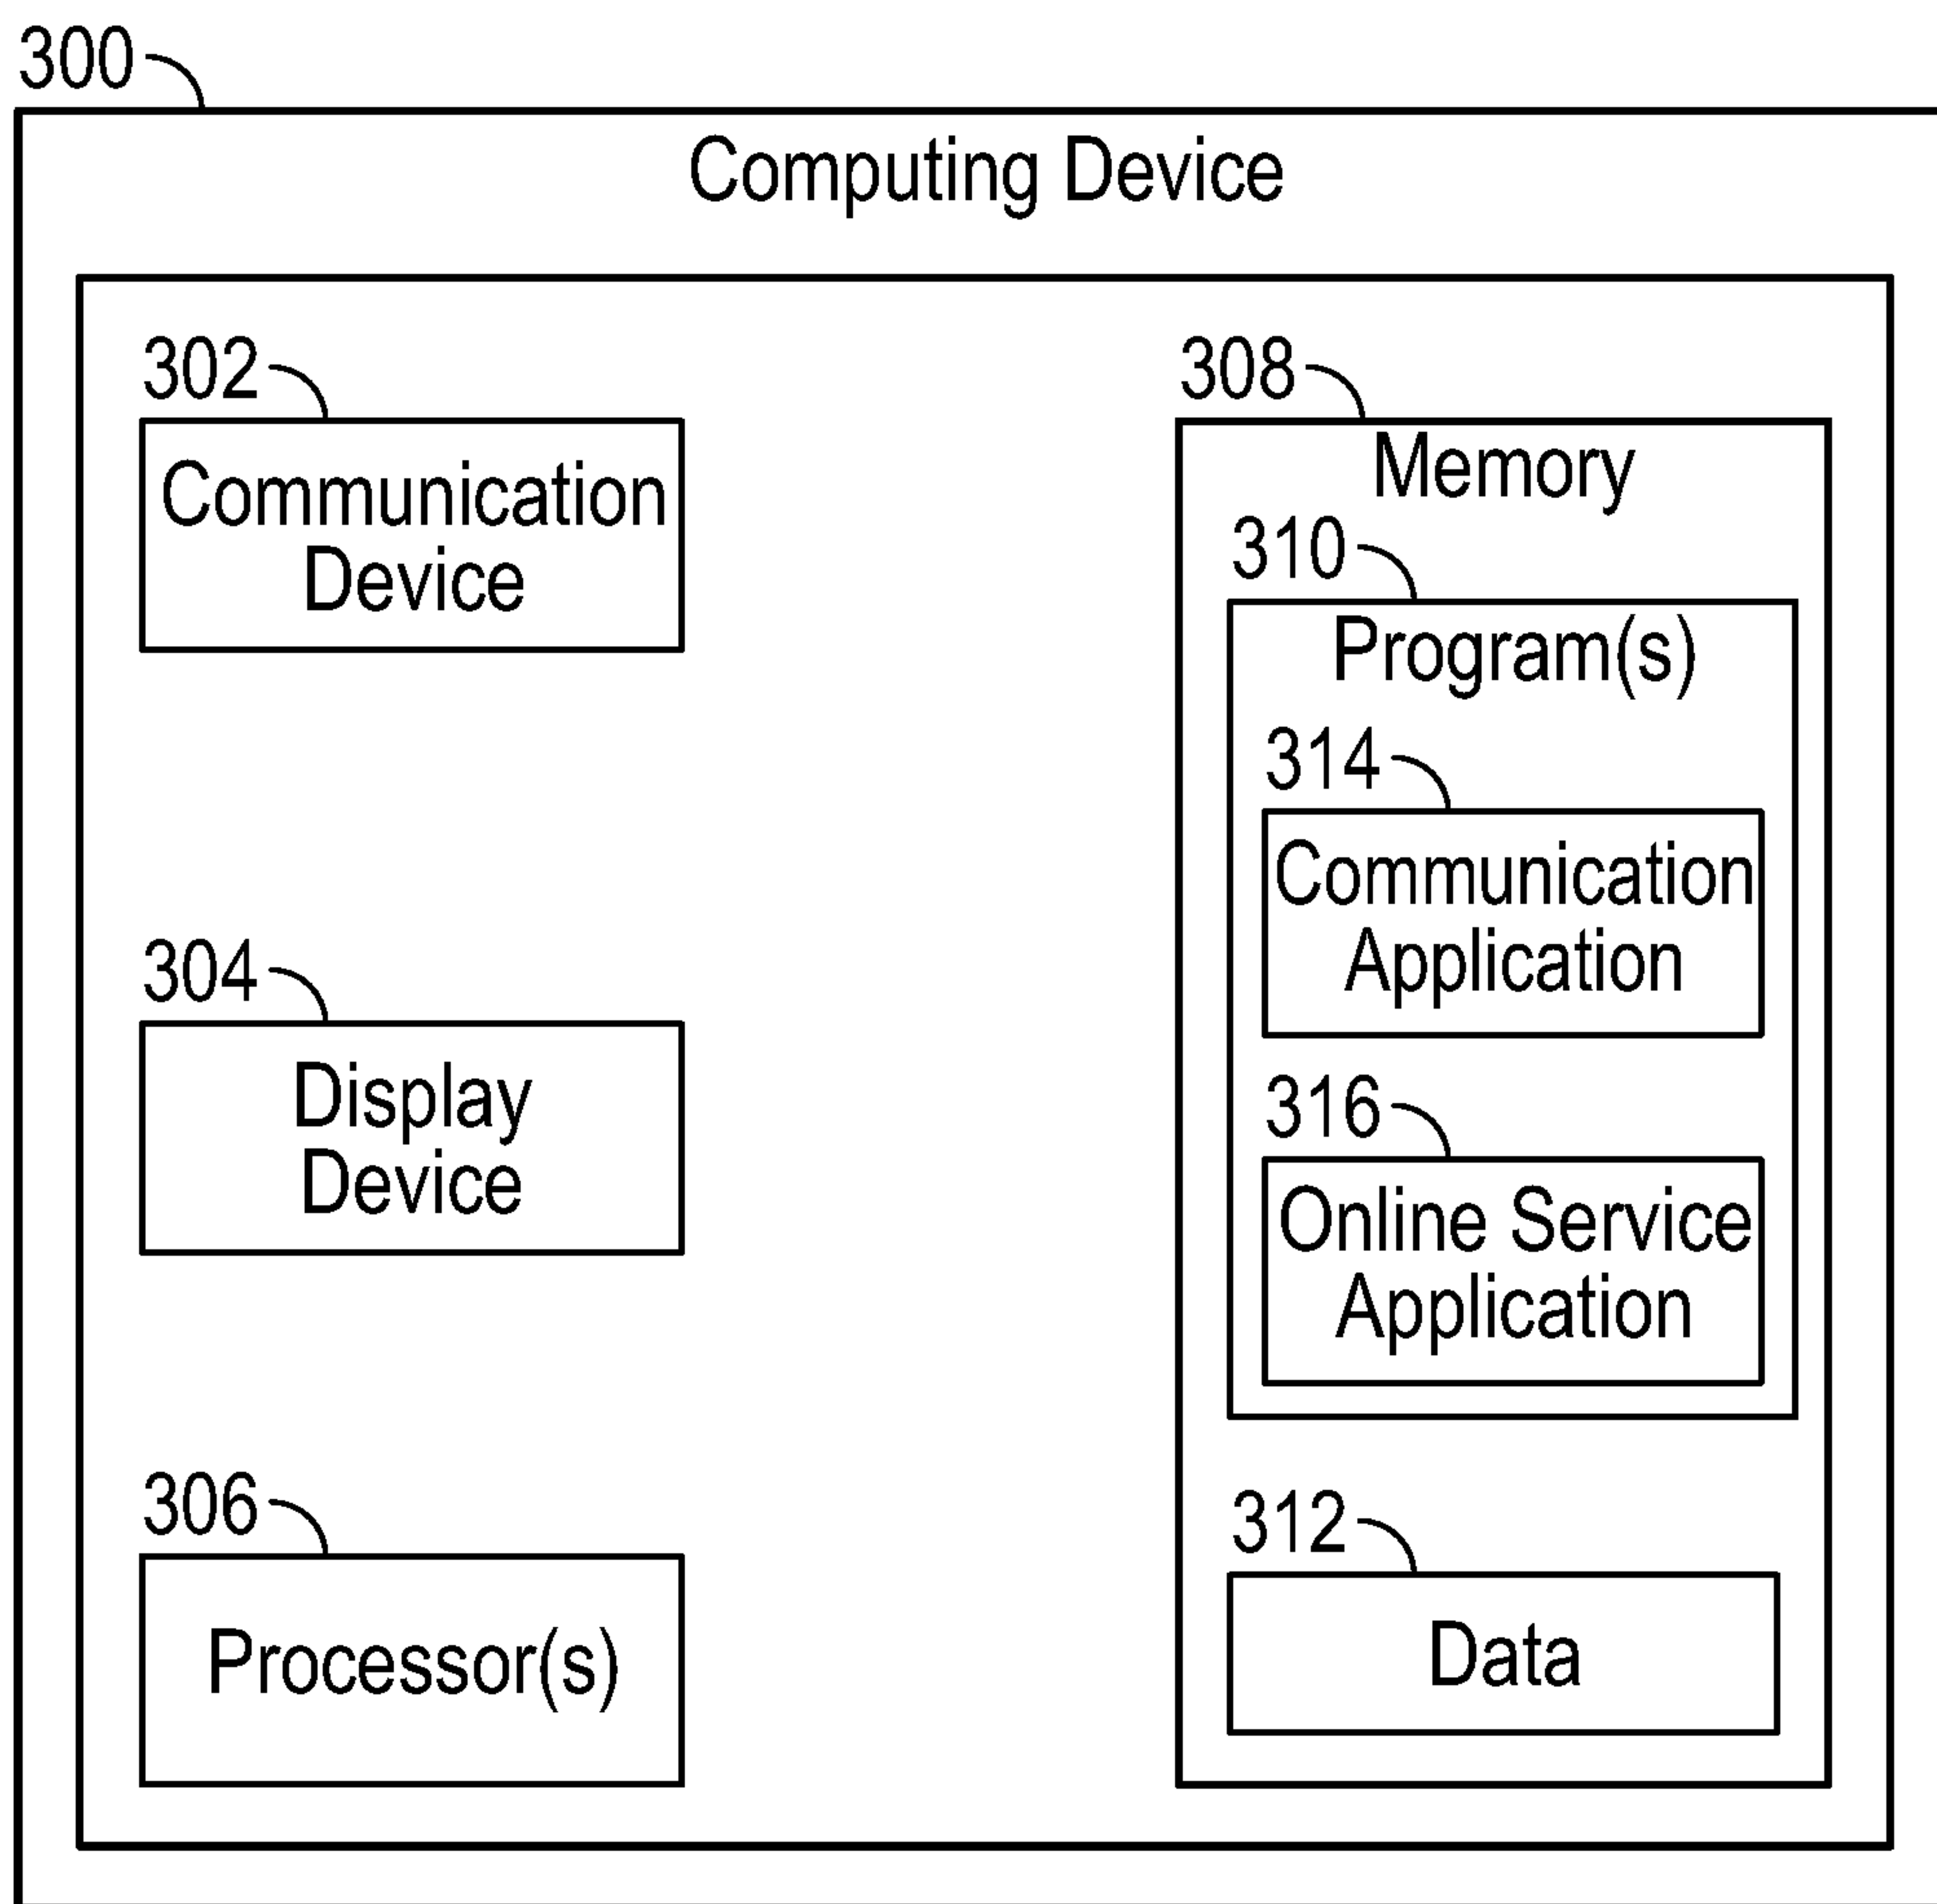 300
Computing Device
302
Communication
Device
304
Display
Device
306
Processor(s)
308
Memory
310
Program(s)
314
Communication
Application
316
Online Service
Application
312
Data